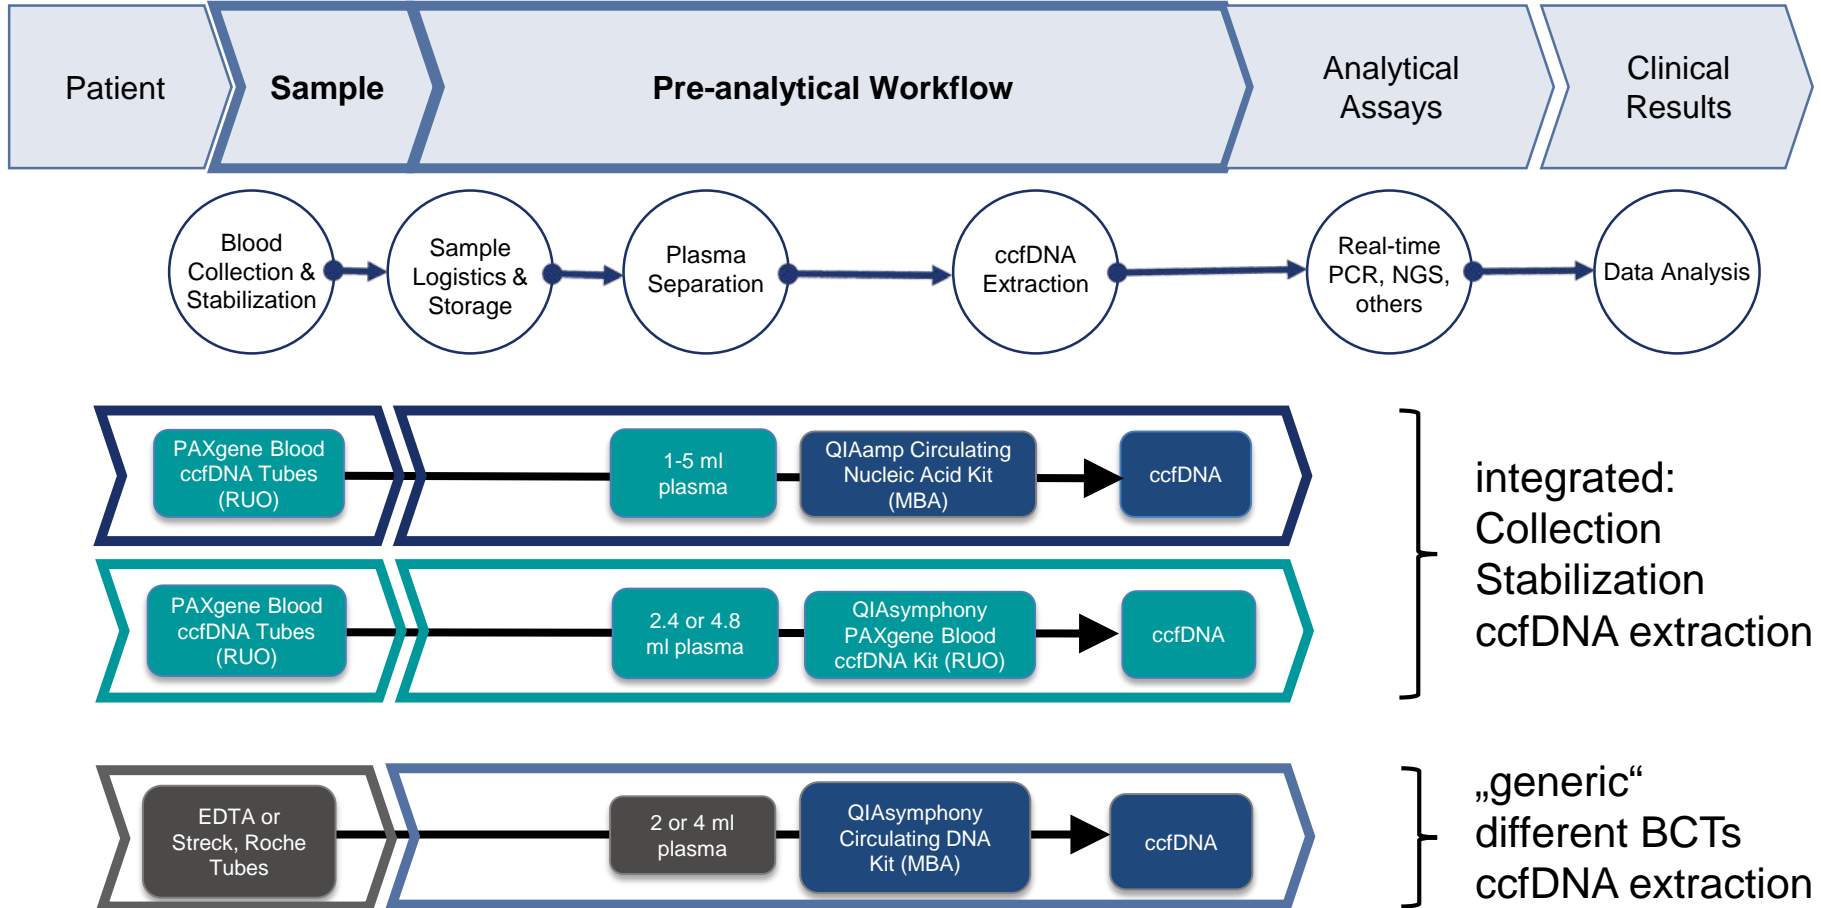 Patient
Sample
Pre-analytical Workflow
Analytical
Assays
Clinical
Results
Blood
Collection &
Stabilization
Sample
Logistics &
Storage
Plasma
Separation
ccfDNA
Extraction
Real-time
PCR, NGS,
others
Data Analysis
PAXgene Blood
ccfDNA Tubes
(RUO)
1-5 ml
plasma
QIAamp Circulating
Nucleic Acid Kit
(MBA)
ccfDNA
PAXgene Blood
ccfDNA Tubes
(RUO)
2.4 or 4.8
ml plasma
QIAsymphony
PAXgene Blood
ccfDNA Kit (RUO)
ccfDNA
integrated:
Collection
Stabilization
ccfDNA extraction
EDTA or
Streck, Roche
Tubes
2 or 4 ml
plasma
QIAsymphony
Circulating DNA
Kit (MBA)
ccfDNA
„generic“
different BCTs
ccfDNA extraction